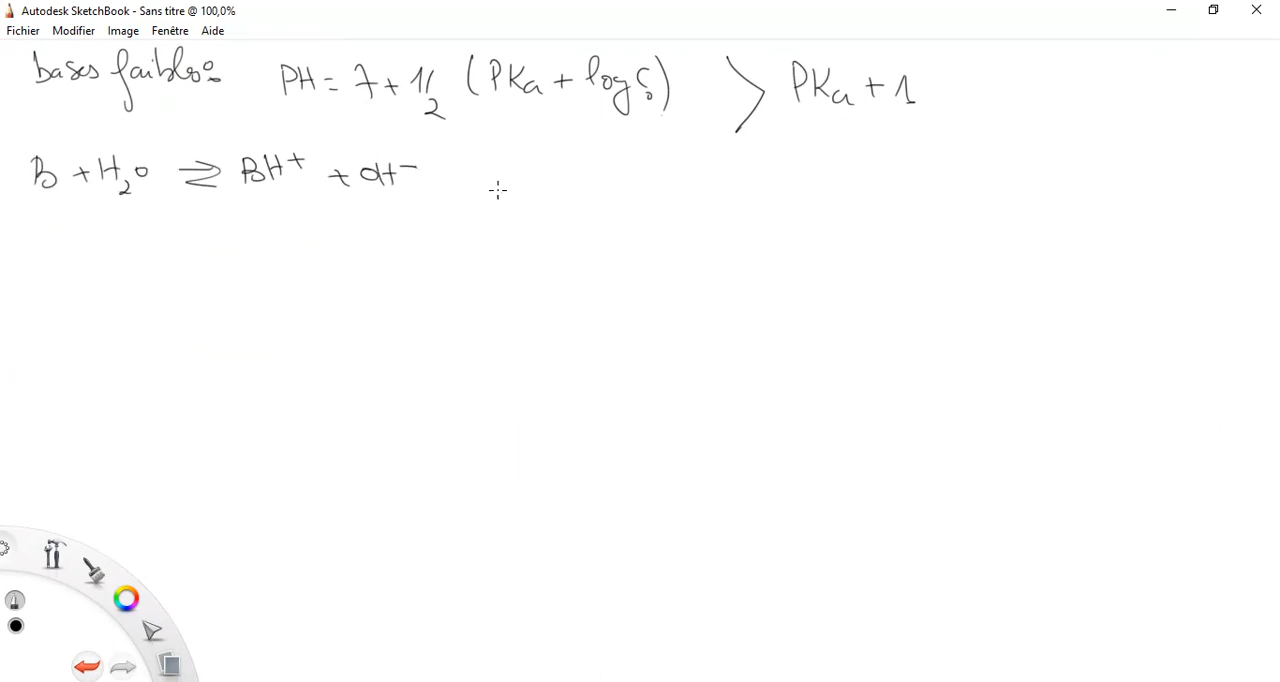 Autodesk SketchBook - Sans titre @ 100,0%
Fichier Modifier Image Fenêtre Aide
bases faibles: PH = 7 + 1/2 (PKa + log C0) > PKa + 1
B + H2O ⇌ BH+ + OH-